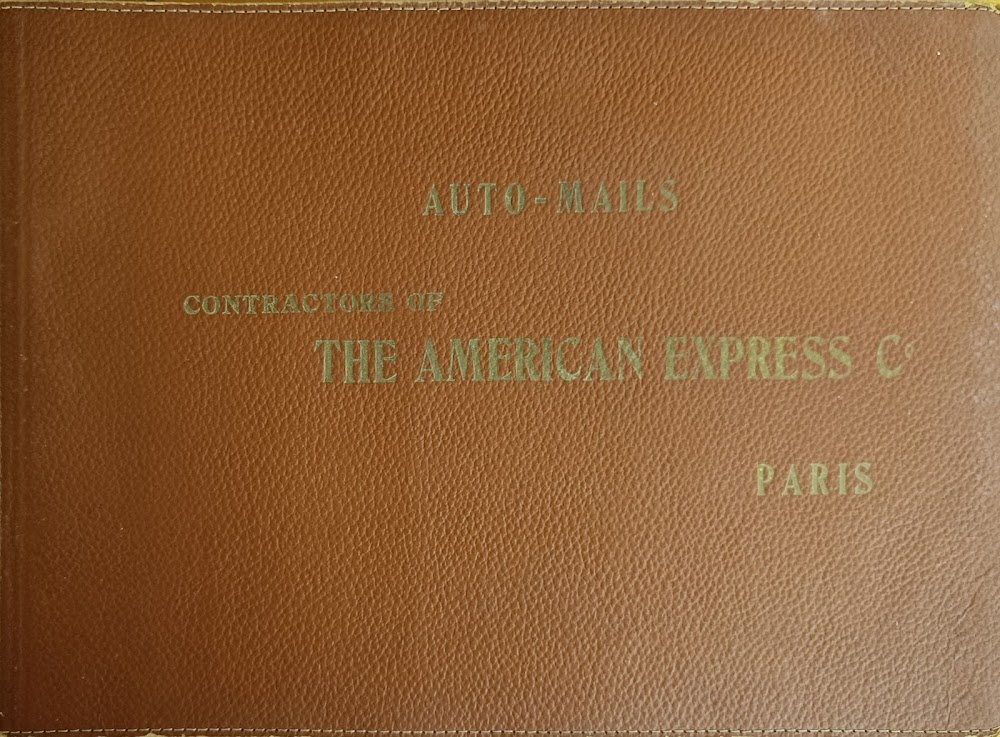 AUTO-MAILS
CONTRACTORS OF
THE AMERICAN EXPRESS Cº
PARIS